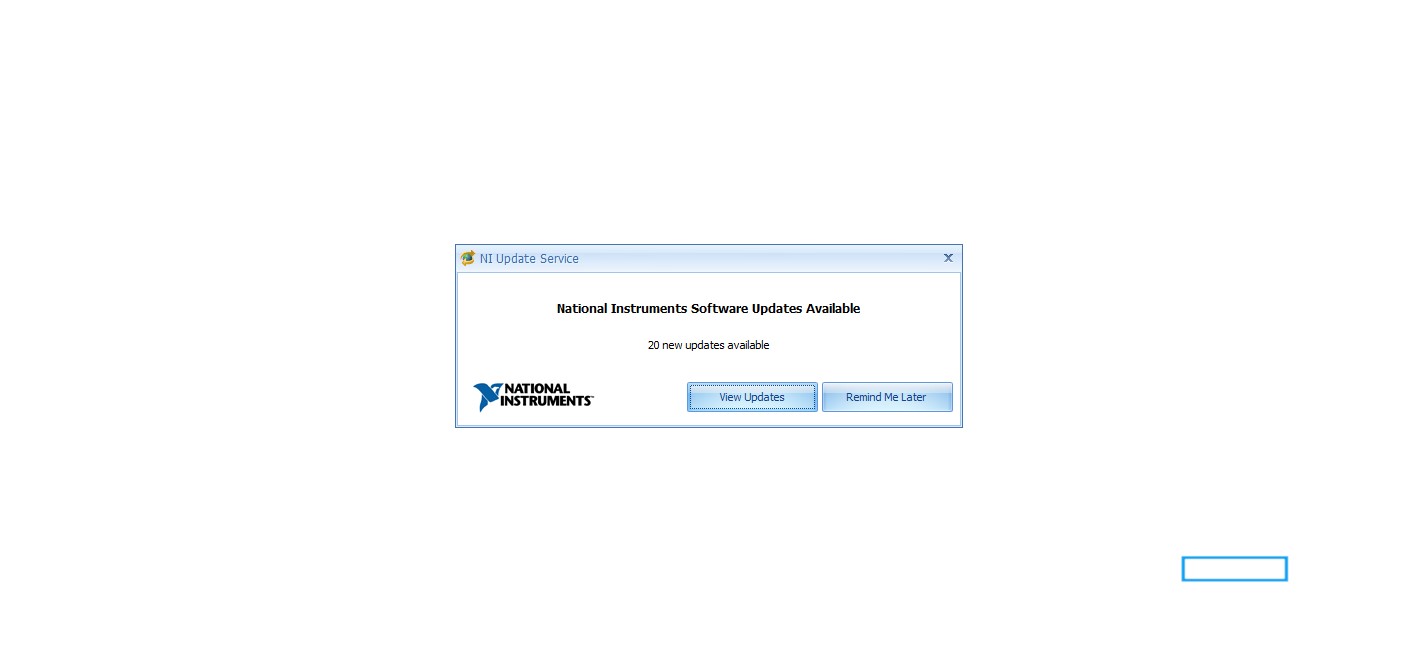 NI Update Service
National Instruments Software Updates Available
20 new updates available
NATIONAL
INSTRUMENTS™
View Updates
Remind Me Later